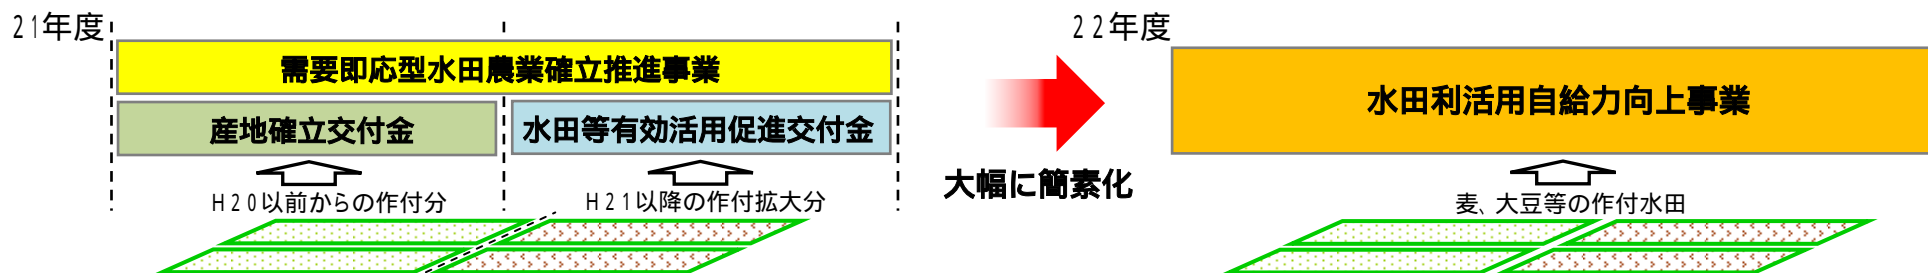 21年度
需要即応型水田農業確立推進事業
産地確立交付金
水田等有効活用促進交付金
H20以前からの作付分
H21以降の作付拡大分
大幅に簡素化
22年度
水田利活用自給力向上事業
麦、大豆等の作付水田